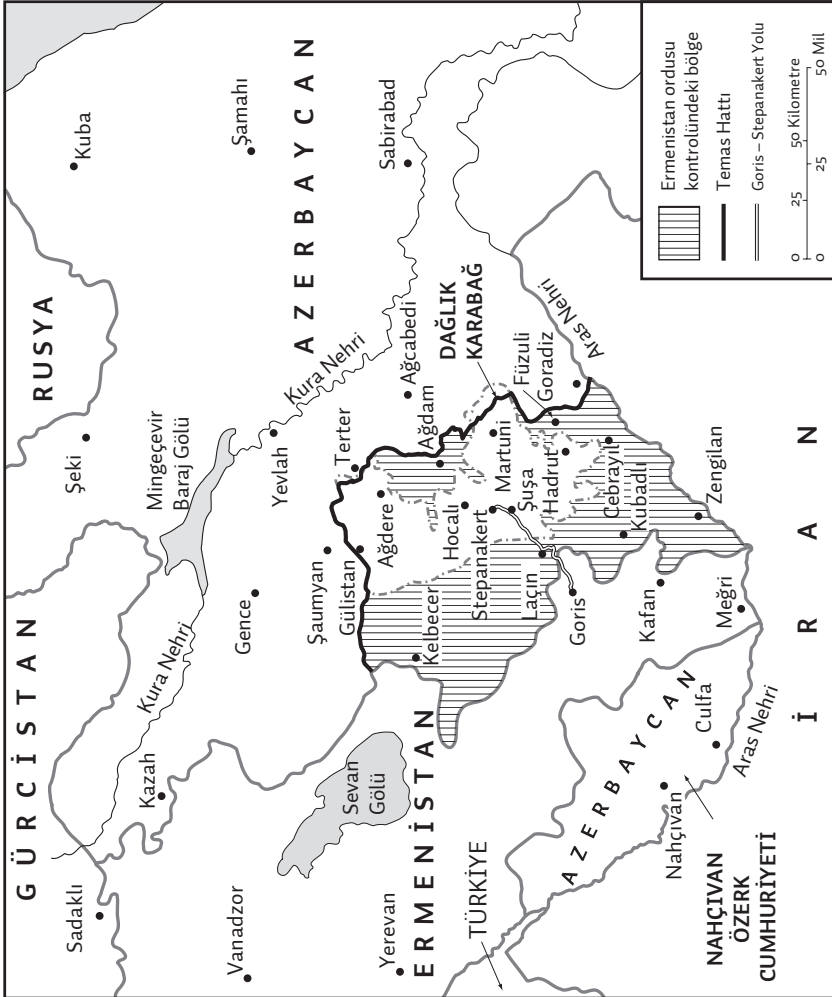 GÜRCİSTAN
RUSYA
AZERBAYCAN
ERMENİSTAN
TÜRKİYE
İRAN
AZERBAYCAN
NAHÇIVAN
ÖZERK
CUMHURİYETİ
DAĞLIK
KARABAĞ
Sadaklı
Kazah
Kura Nehri
Mingeçevir
Baraj Gölü
Şeki
Kuba
Vanadzor
Gence
Yevlah
Kura Nehri
Şamahı
Sevan
Gölü
Şaumyan
Gülistan
Terter
Ağdere
Ağcabedi
Sabirabad
Yerevan
Kelbecer
Hocalı
Ağdam
Stepanakert
Martuni
Şuşa
Laçın
Hadrut
Füzuli
Goradiz
Aras Nehri
Goris
Cebrayıl
Kubadlı
Kafan
Zengilan
Meğri
Nahçıvan
Culfa
Aras Nehri
Ermenistan ordusu
kontrolündeki bölge
Temas Hattı
Goris – Stepanakert Yolu
0 25 50 Kilometre
0 25 50 Mil